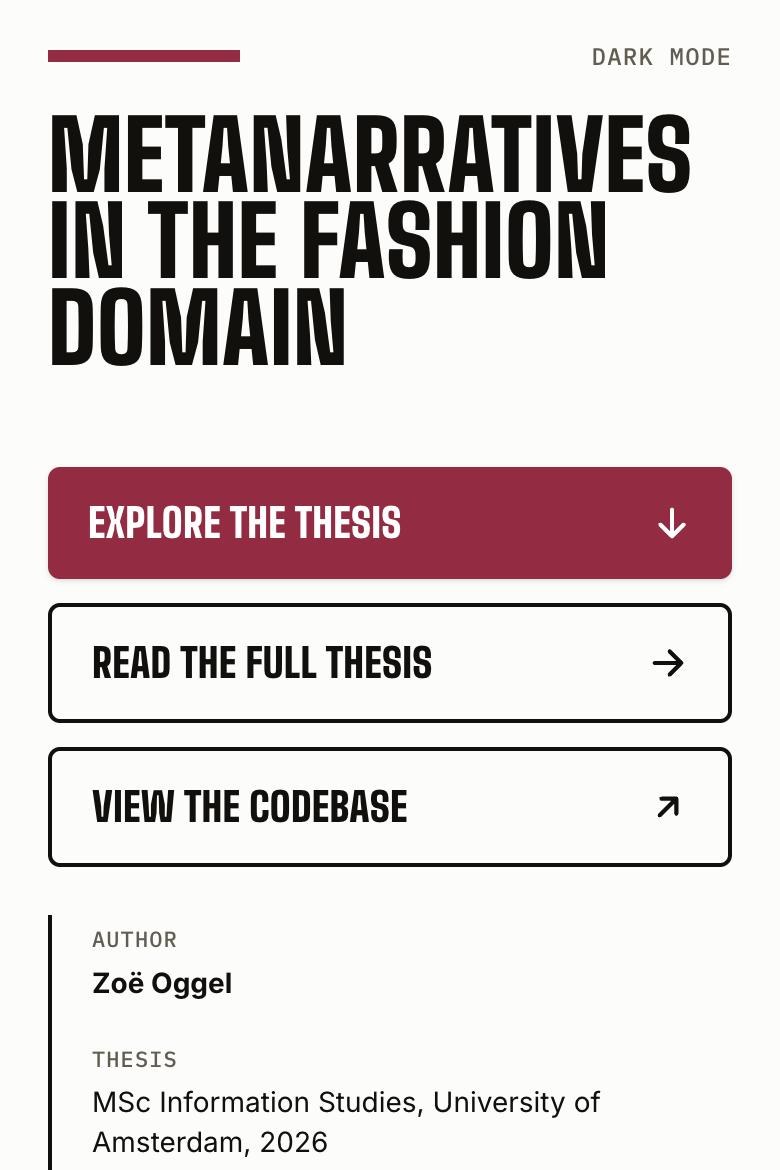 DARK MODE
METANARRATIVES
IN THE FASHION
DOMAIN
EXPLORE THE THESIS
READ THE FULL THESIS
VIEW THE CODEBASE
AUTHOR
Zoë Oggel
THESIS
MSc Information Studies, University of
Amsterdam, 2026